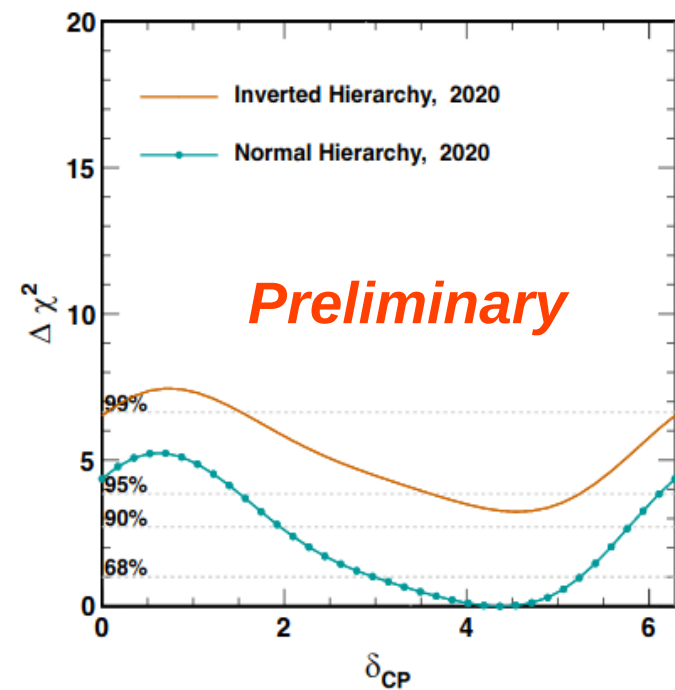 20
Inverted Hierarchy, 2020
Normal Hierarchy, 2020
15
Δ χ²
10
Preliminary
99%
5
95%
90%
68%
0
0 2 4 6
δCP